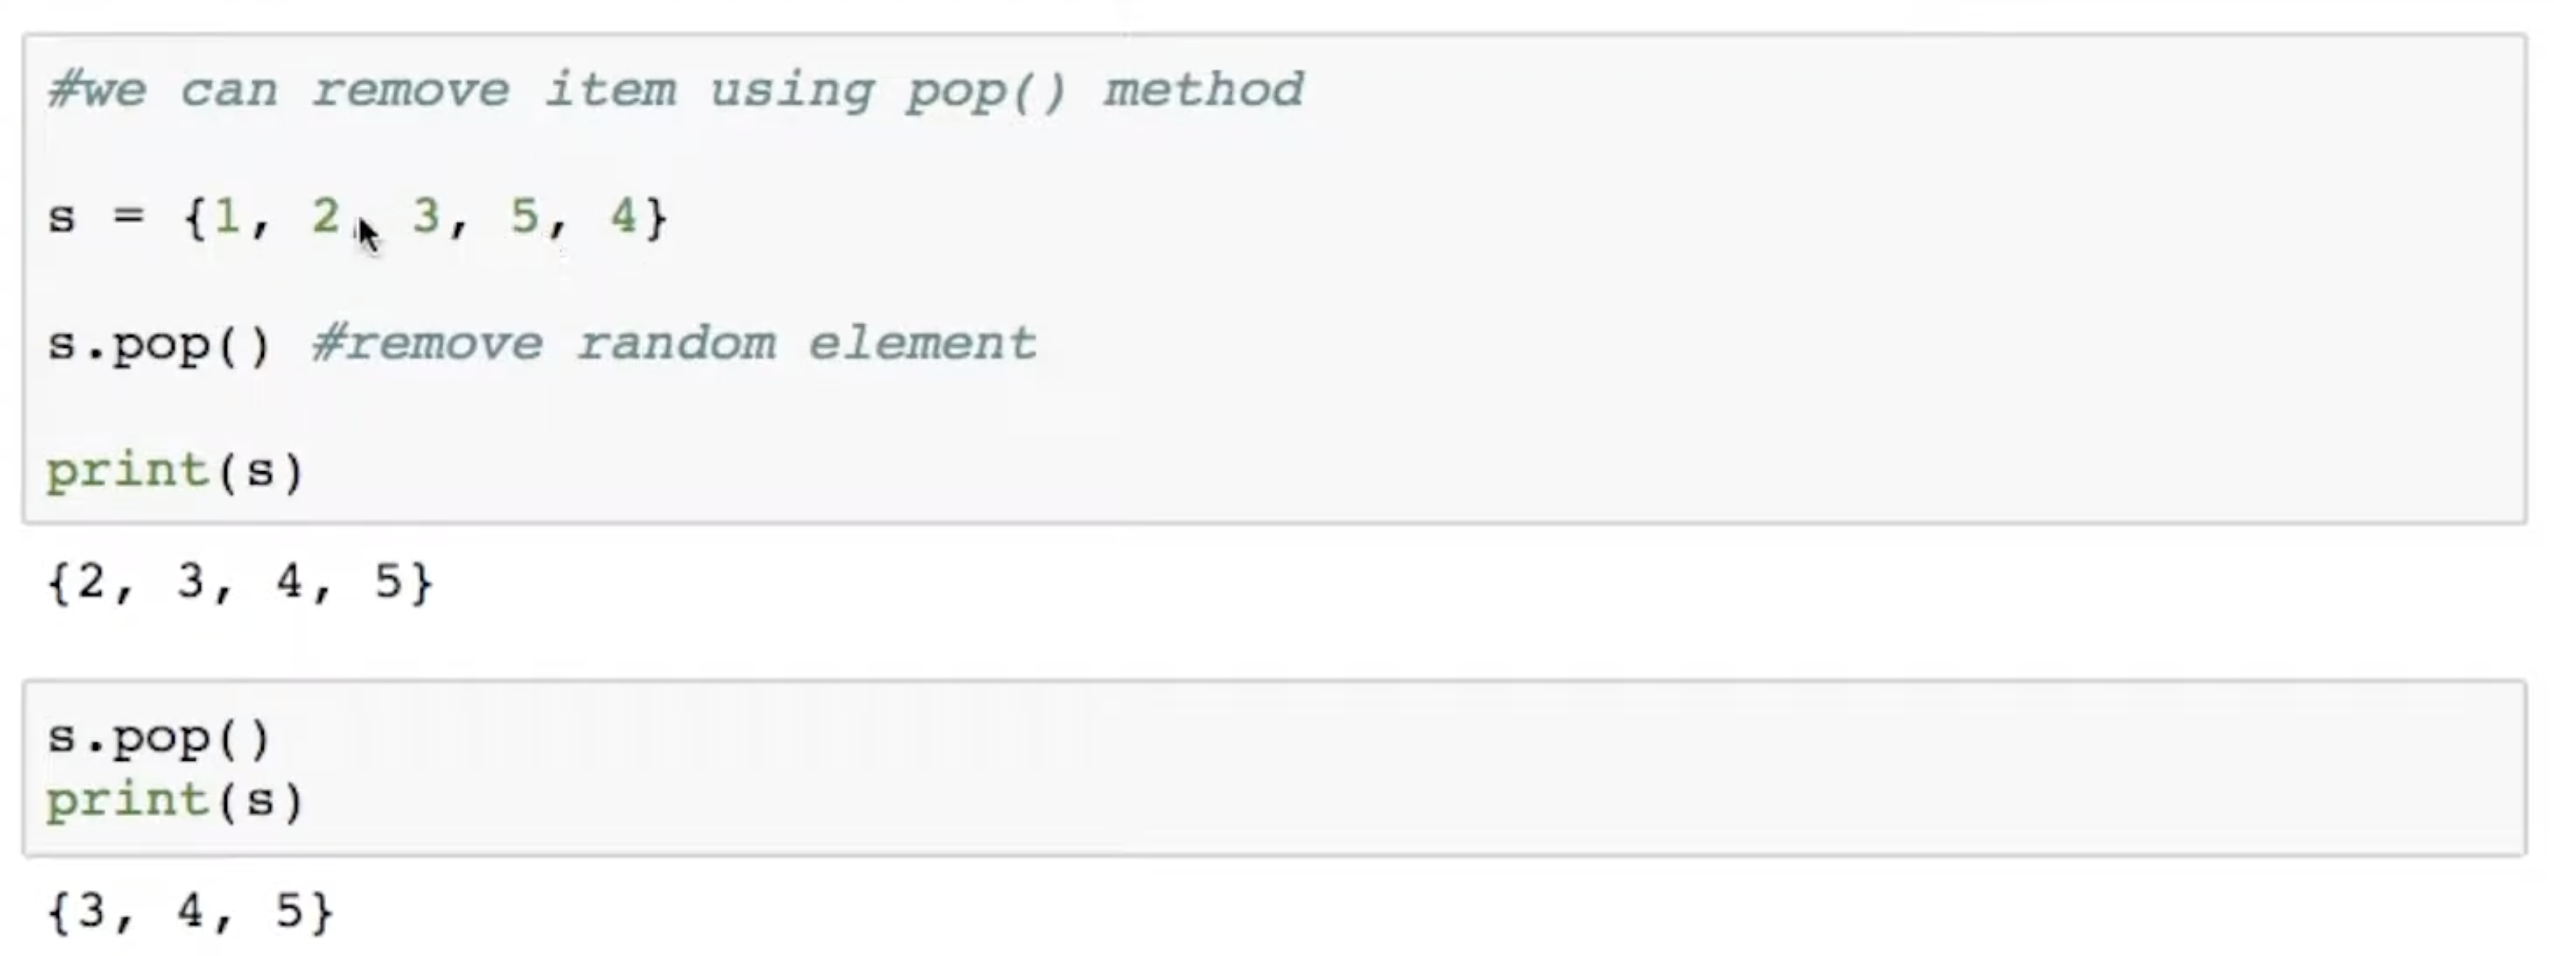 #we can remove item using pop() method
s = {1, 2, 3, 5, 4}
s.pop() #remove random element
print(s)
{2, 3, 4, 5}
s.pop()
print(s)
{3, 4, 5}